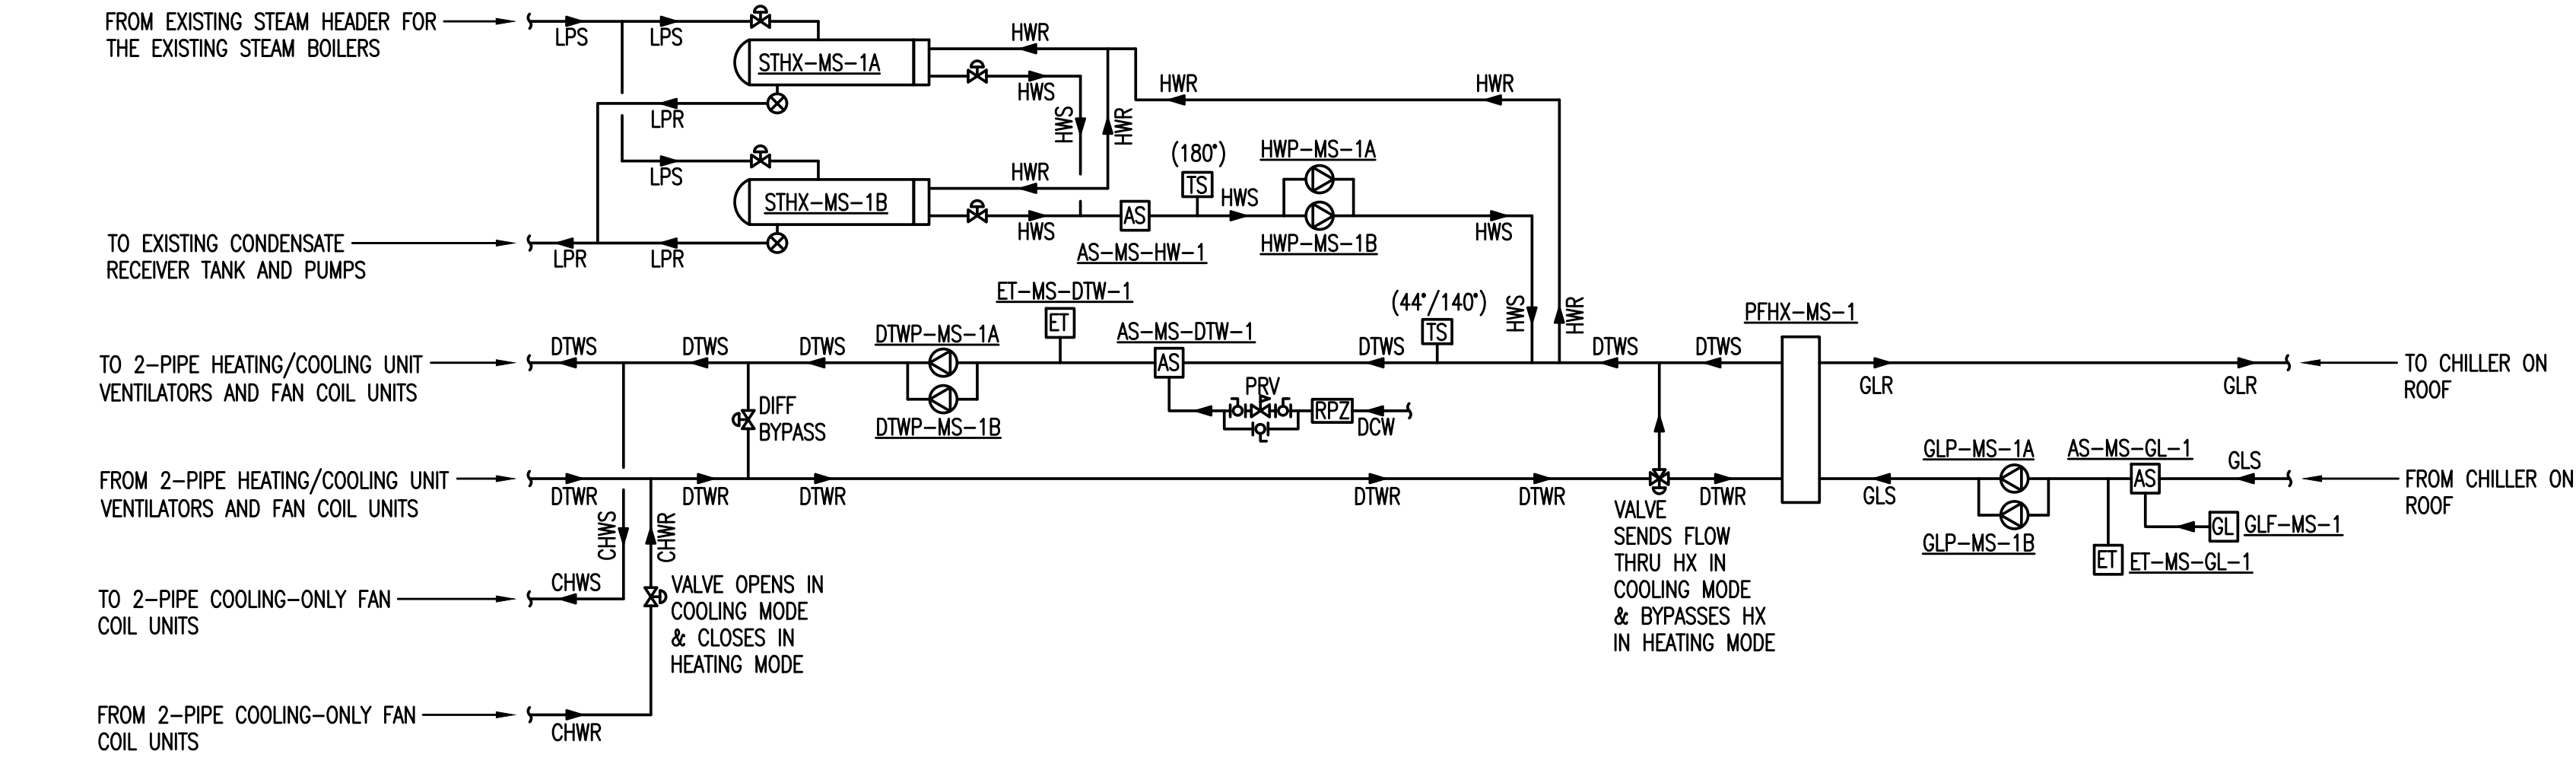 FROM EXISTING STEAM HEADER FOR
THE EXISTING STEAM BOILERS
LPS
LPS
STHX-MS-1A
HWR
HWS
HWR
HWR
LPR
HWS
HWR
LPS
STHX-MS-1B
HWR
HWS
(180°)
TS
HWS
AS
AS-MS-HW-1
HWP-MS-1A
HWP-MS-1B
HWS
TO EXISTING CONDENSATE
RECEIVER TANK AND PUMPS
LPR
LPR
HWS
HWR
TO 2-PIPE HEATING/COOLING UNIT
VENTILATORS AND FAN COIL UNITS
DTWS
DTWS
DTWS
DTWP-MS-1A
DTWP-MS-1B
ET-MS-DTW-1
ET
AS-MS-DTW-1
AS
(44°/140°)
TS
DTWS
DTWS
DTWS
PFHX-MS-1
GLR
GLR
TO CHILLER ON
ROOF
DIFF
BYPASS
PRV
RPZ
DCW
FROM 2-PIPE HEATING/COOLING UNIT
VENTILATORS AND FAN COIL UNITS
DTWR
DTWR
DTWR
DTWR
DTWR
DTWR
VALVE
SENDS FLOW
THRU HX IN
COOLING MODE
& BYPASSES HX
IN HEATING MODE
GLS
GLP-MS-1A
GLP-MS-1B
AS-MS-GL-1
AS
GLS
FROM CHILLER ON
ROOF
GL
GLF-MS-1
ET
ET-MS-GL-1
CHWS
CHWR
TO 2-PIPE COOLING-ONLY FAN
COIL UNITS
CHWS
VALVE OPENS IN
COOLING MODE
& CLOSES IN
HEATING MODE
FROM 2-PIPE COOLING-ONLY FAN
COIL UNITS
CHWR